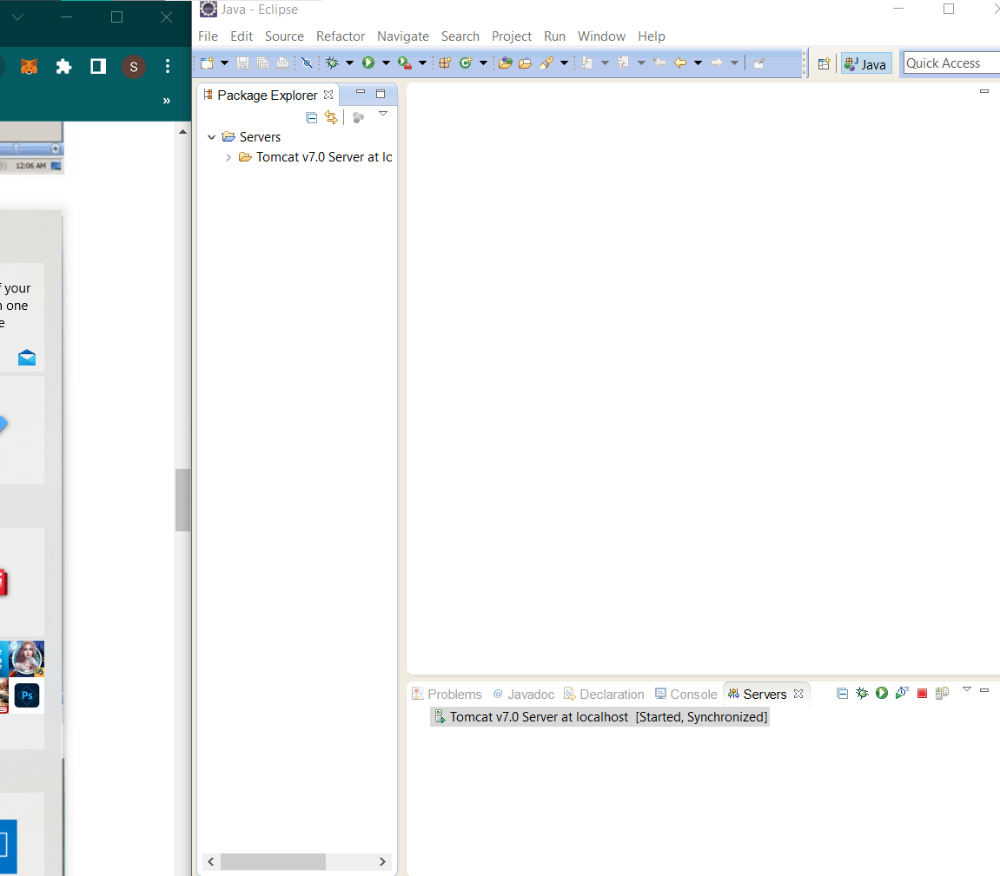 Java - Eclipse
File Edit Source Refactor Navigate Search Project Run Window Help
S
Java
Quick Access
»
Package Explorer
Servers
Tomcat v7.0 Server at lo
12:06 AM
f your
n one
e
Ps
Problems
@ Javadoc
Declaration
Console
Servers
Tomcat v7.0 Server at localhost [Started, Synchronized]